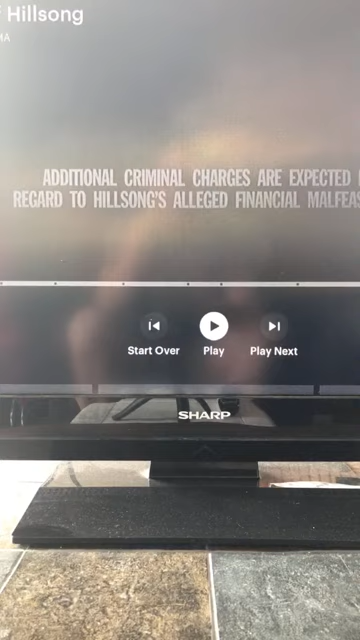 Hillsong
ADDITIONAL CRIMINAL CHARGES ARE EXPECTED
REGARD TO HILLSONG'S ALLEGED FINANCIAL
Start Over
Play
Play Next
SHARP